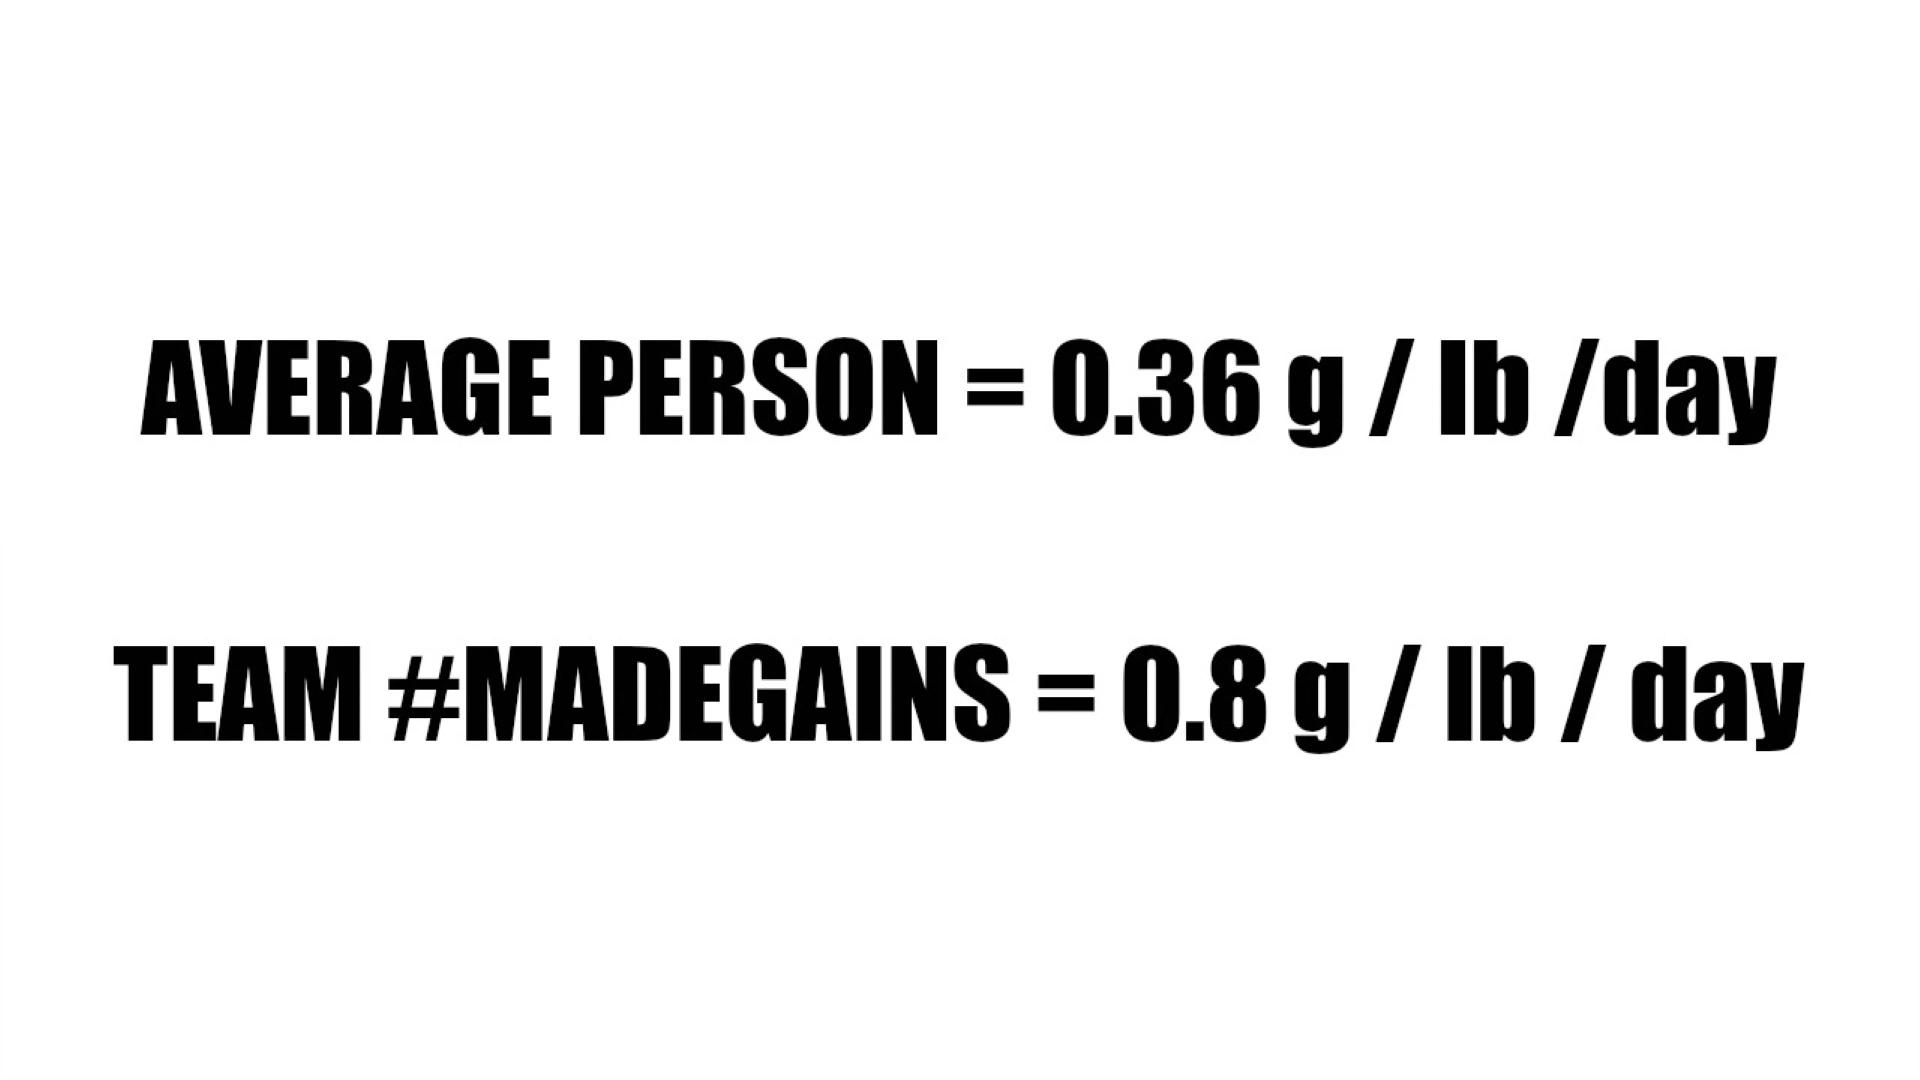 AVERAGE PERSON = 0.36 g / lb /day
TEAM #MADEGAINS = 0.8 g / lb / day